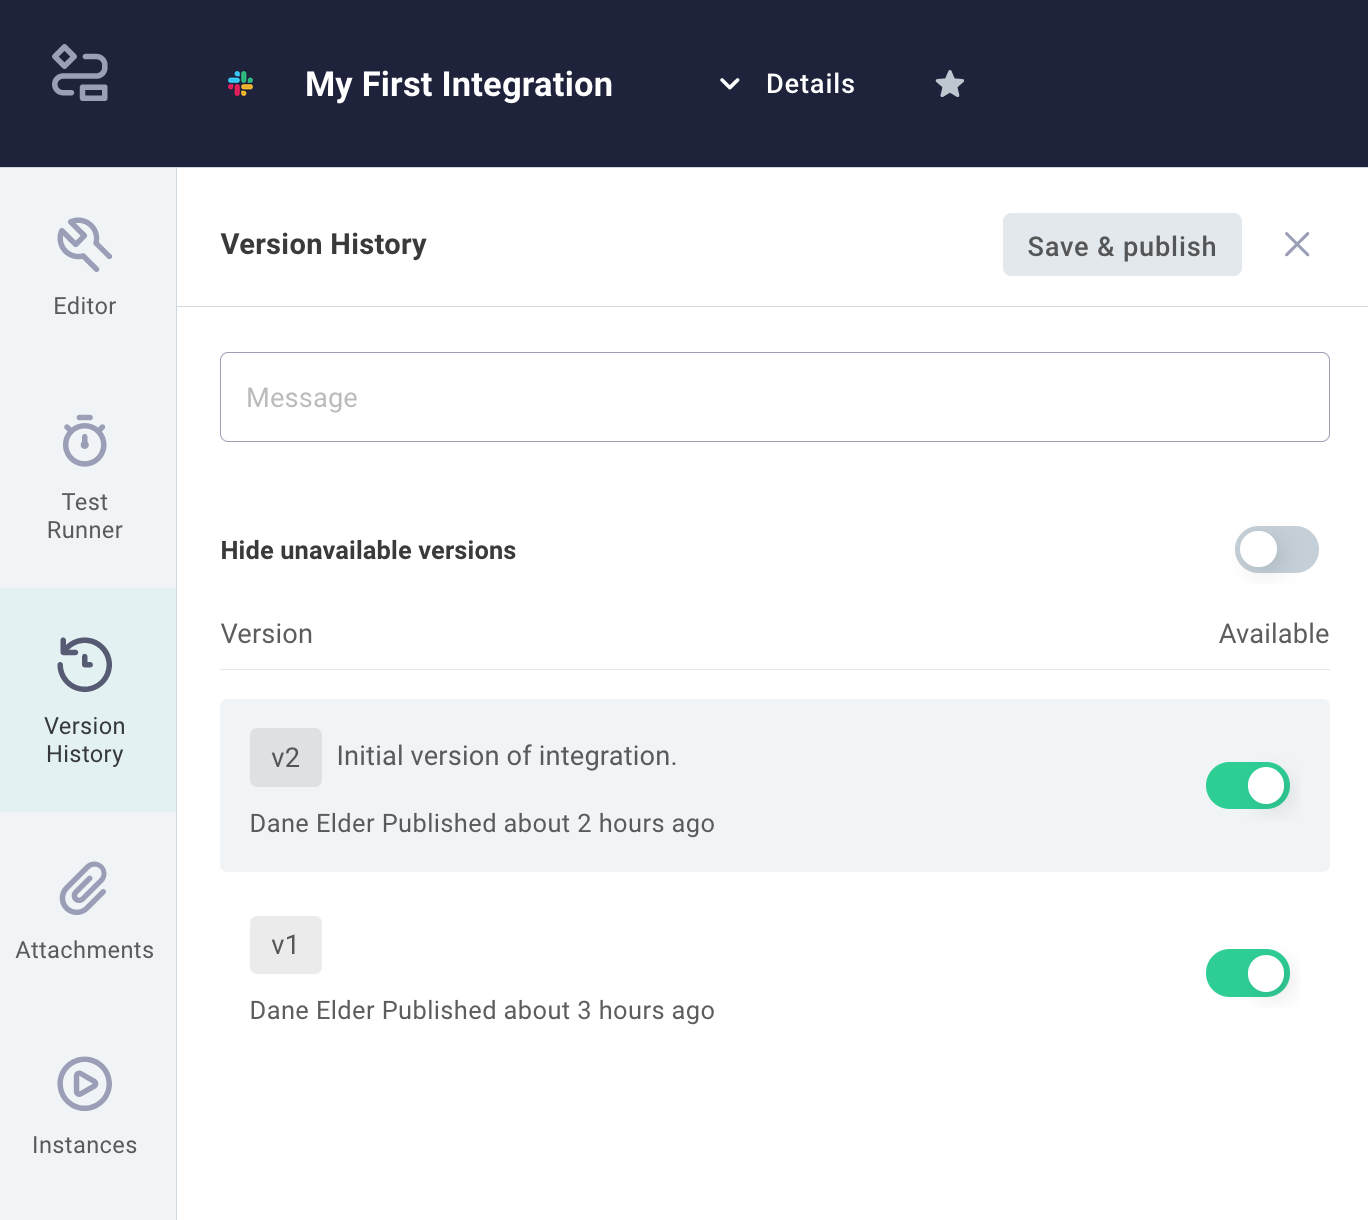 My First Integration
Details
Editor
Test
Runner
Version
History
Attachments
Instances
Version History
Save & publish
Message
Hide unavailable versions
Version
Available
v2
Initial version of integration.
Dane Elder Published about 2 hours ago
v1
Dane Elder Published about 3 hours ago